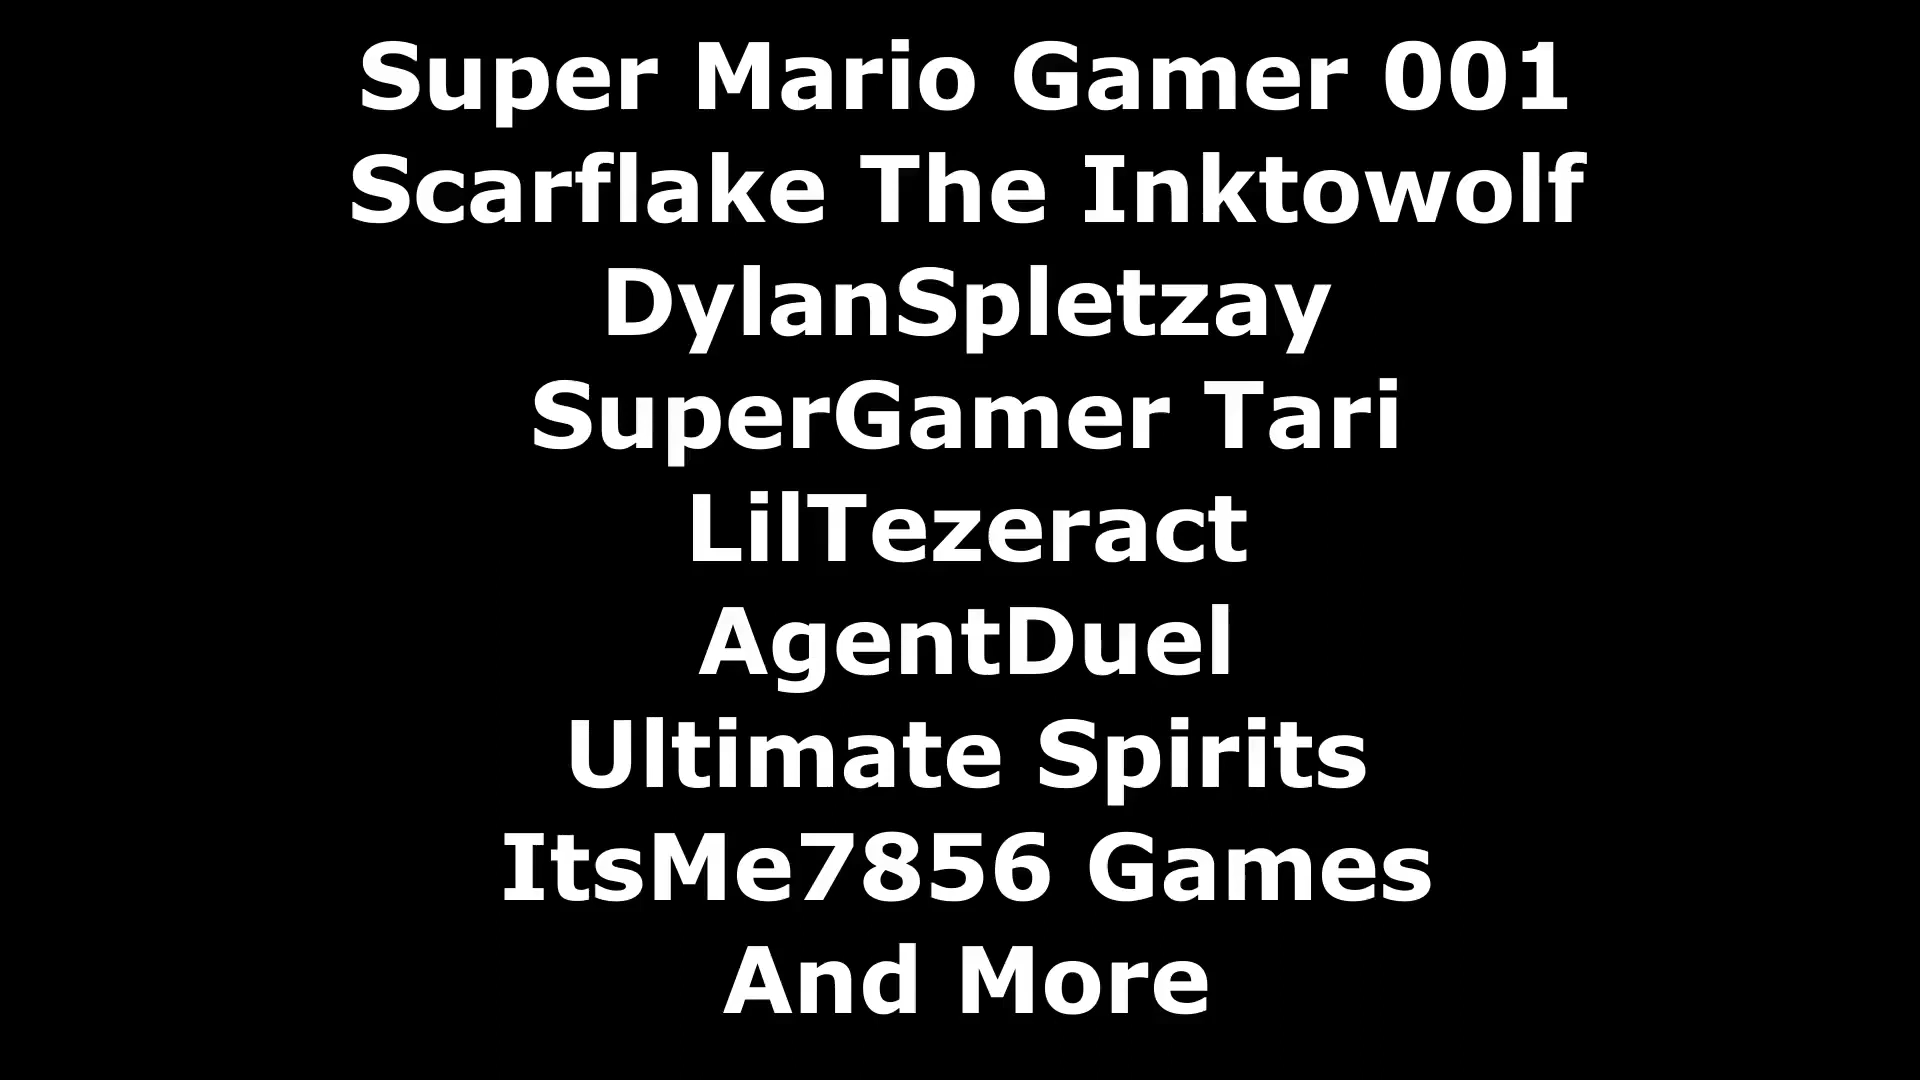 Super Mario Gamer 001
Scarflake The Inktowolf
DylanSpletzay
SuperGamer Tari
LilTezeract
AgentDuel
Ultimate Spirits
ItsMe7856 Games
And More